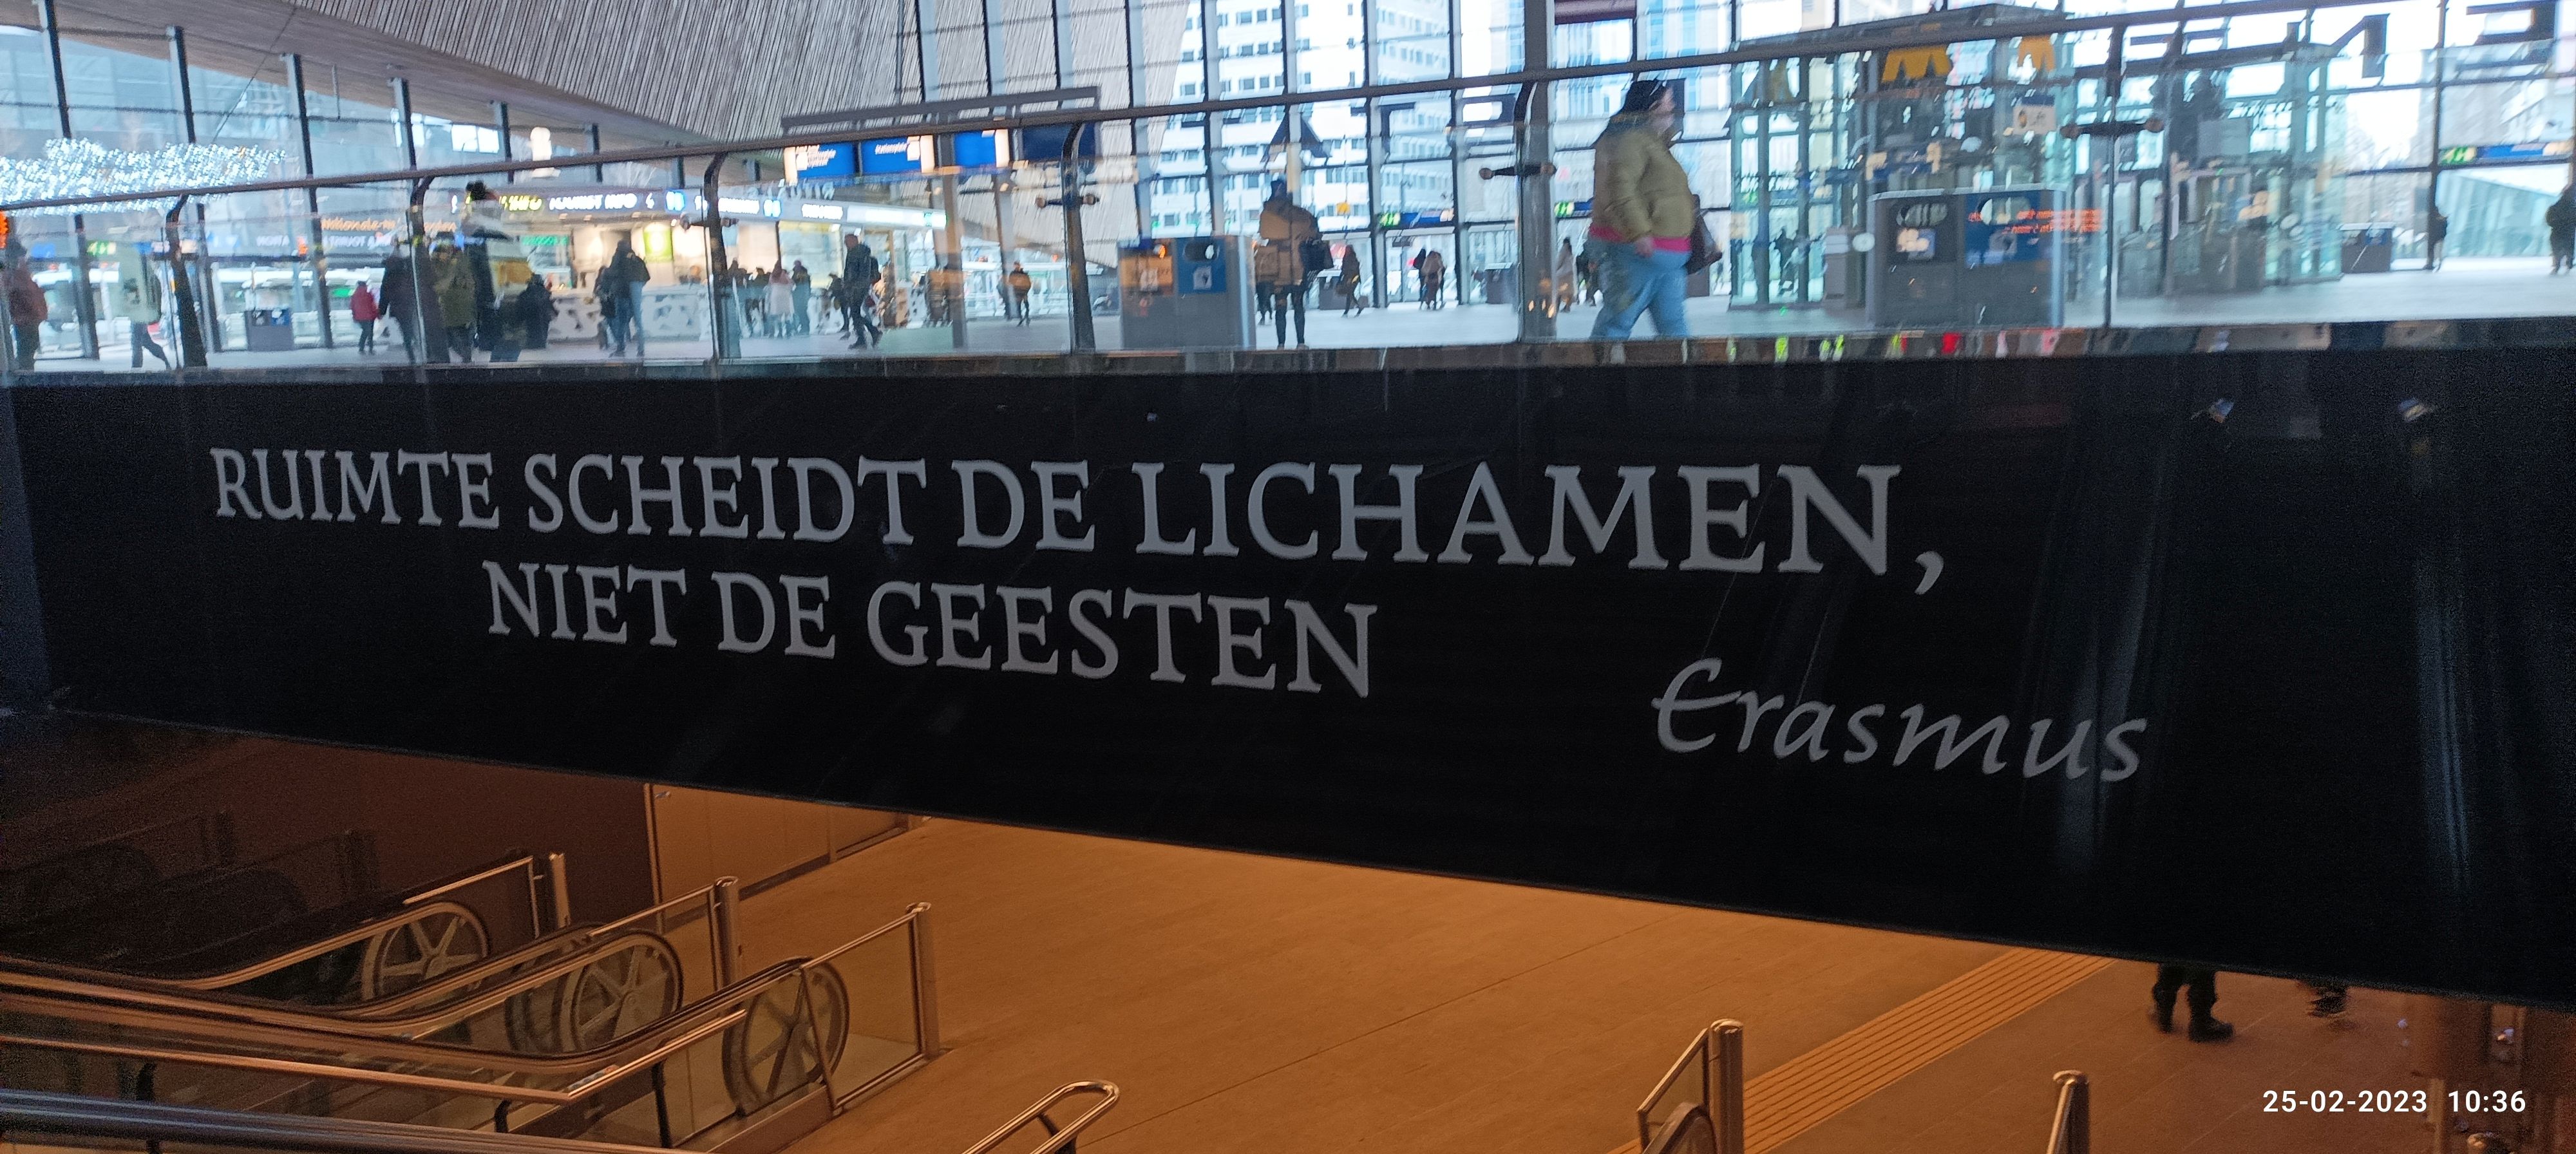 RUIMTE SCHEIDT DE LICHAMEN,
NIET DE GEESTEN
Erasmus
25-02-2023 10:36